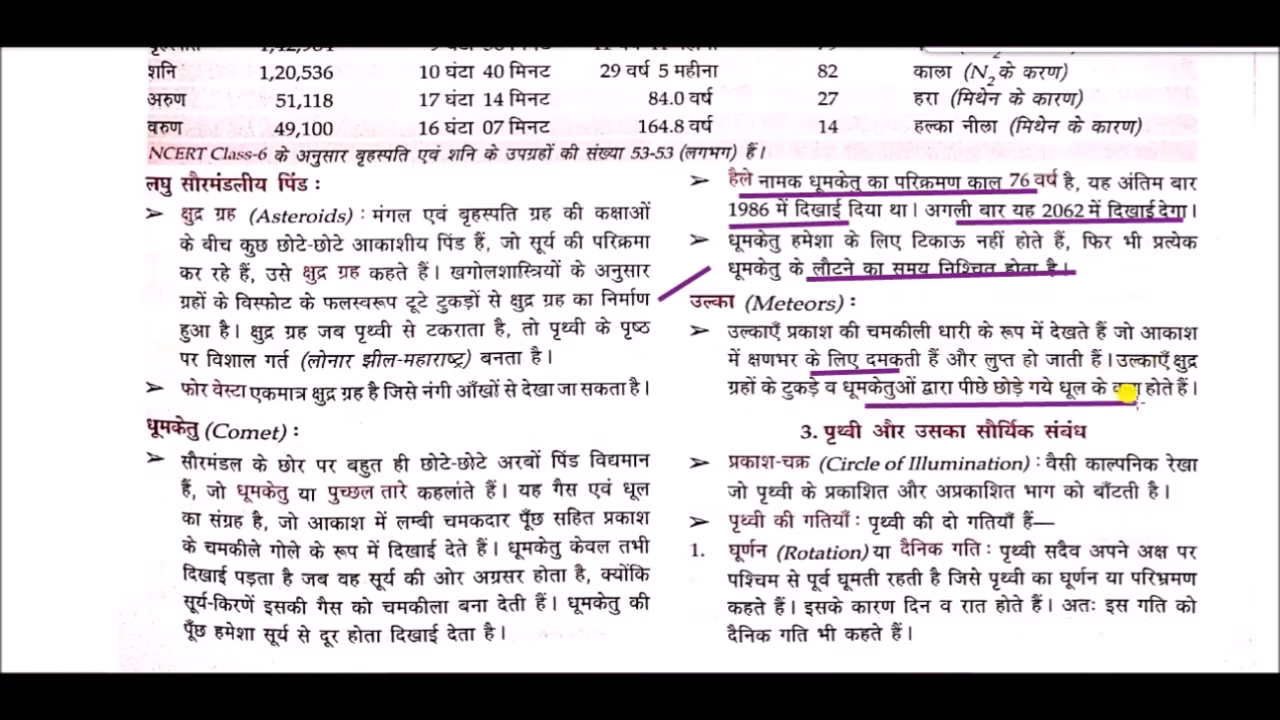 शनि 1,20,536 10 घंटा 40 मिनट 29 वर्ष 5 महीना 82 काला (N2 के करण)
अरुण 51,118 17 घंटा 14 मिनट 84.0 वर्ष 27 हरा (मिथेन के कारण)
वरुण 49,100 16 घंटा 07 मिनट 164.8 वर्ष 14 हल्का नीला (मिथेन के कारण)
NCERT Class-6 के अनुसार बृहस्पति एवं शनि के उपग्रहों की संख्या 53-53 (लगभग) हैं।
लघु सौरमंडलीय पिंड :
➢ क्षुद्र ग्रह (Asteroids) : मंगल एवं बृहस्पति ग्रह की कक्षाओं
के बीच कुछ छोटे-छोटे आकाशीय पिंड हैं, जो सूर्य की परिक्रमा
कर रहे हैं, उसे क्षुद्र ग्रह कहते हैं। खगोलशास्त्रियों के अनुसार
ग्रहों के विस्फोट के फलस्वरूप टूटे टुकड़ों से क्षुद्र ग्रह का निर्माण
हुआ है। क्षुद्र ग्रह जब पृथ्वी से टकराता है, तो पृथ्वी के पृष्ठ
पर विशाल गर्त (लोनार झील-महाराष्ट्र) बनता है।
➢ फोर वेस्टा एकमात्र क्षुद्र ग्रह है जिसे नंगी आँखों से देखा जा सकता है।
धूमकेतु (Comet) :
➢ सौरमंडल के छोर पर बहुत ही छोटे-छोटे अरबों पिंड विद्यमान
हैं, जो धूमकेतु या पुच्छल तारे कहलाते हैं। यह गैस एवं धूल
का संग्रह है, जो आकाश में लम्बी चमकदार पूँछ सहित प्रकाश
के चमकीले गोले के रूप में दिखाई देते हैं। धूमकेतु केवल तभी
दिखाई पड़ता है जब वह सूर्य की ओर अग्रसर होता है, क्योंकि
सूर्य-किरणें इसकी गैस को चमकीला बना देती हैं। धूमकेतु की
पूँछ हमेशा सूर्य से दूर होता दिखाई देता है।
➢ हैले नामक धूमकेतु का परिक्रमण काल 76 वर्ष है, यह अंतिम बार
1986 में दिखाई दिया था। अगली बार यह 2062 में दिखाई देगा।
➢ धूमकेतु हमेशा के लिए टिकाऊ नहीं होते हैं, फिर भी प्रत्येक
धूमकेतु के लौटने का समय निश्चित होता है।
उल्का (Meteors) :
➢ उल्काएँ प्रकाश की चमकीली धारी के रूप में देखते हैं जो आकाश
में क्षणभर के लिए दमकती हैं और लुप्त हो जाती हैं। उल्काएँ क्षुद्र
ग्रहों के टुकड़े व धूमकेतुओं द्वारा पीछे छोड़े गये धूल के होते हैं।
3. पृथ्वी और उसका सौर्यिक संबंध
➢ प्रकाश-चक्र (Circle of Illumination) : वैसी काल्पनिक रेखा
जो पृथ्वी के प्रकाशित और अप्रकाशित भाग को बाँटती है।
➢ पृथ्वी की गतियाँ : पृथ्वी की दो गतियाँ हैं—
1. घूर्णन (Rotation) या दैनिक गति : पृथ्वी सदैव अपने अक्ष पर
पश्चिम से पूर्व घूमती रहती है जिसे पृथ्वी का घूर्णन या परिभ्रमण
कहते हैं। इसके कारण दिन व रात होते हैं। अतः इस गति को
दैनिक गति भी कहते हैं।